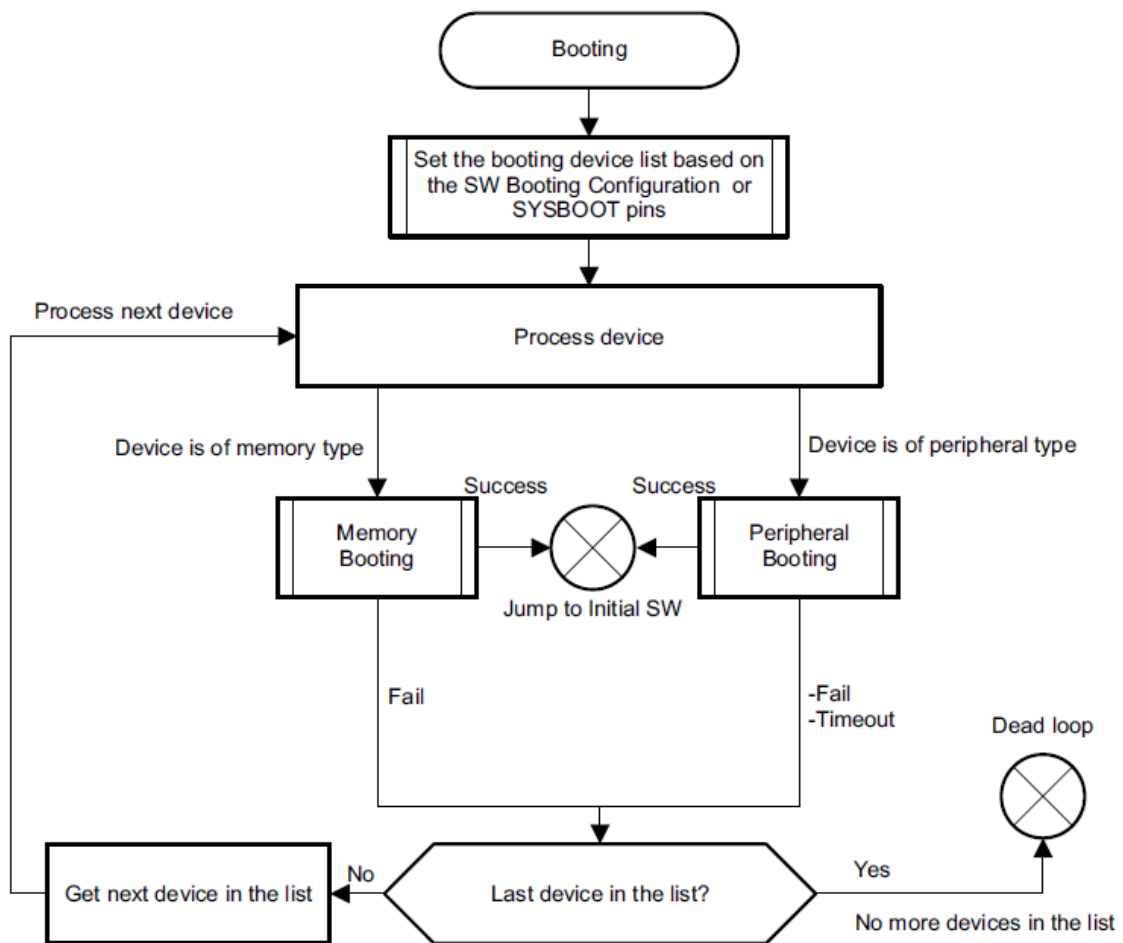 Booting
Set the booting device list based on
the SW Booting Configuration or
SYSBOOT pins
Process next device
Process device
Device is of memory type
Device is of peripheral type
Success
Success
Memory
Booting
Peripheral
Booting
Jump to Initial SW
Fail
-Fail
-Timeout
Dead loop
Get next device in the list
No
Last device in the list?
Yes
No more devices in the list